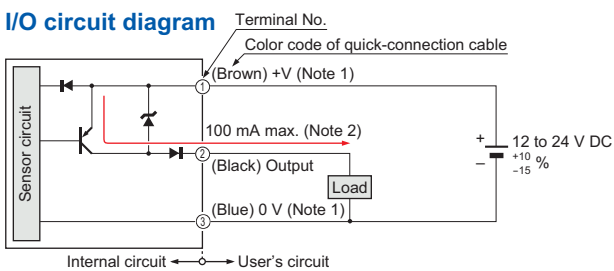 I/O circuit diagram
Terminal No.
Color code of quick-connection cable
Sensor circuit
1
(Brown) +V (Note 1)
100 mA max. (Note 2)
2
(Black) Output
Load
3
(Blue) 0 V (Note 1)
+
–
12 to 24 V DC
+10
−15 %
Internal circuit
User's circuit